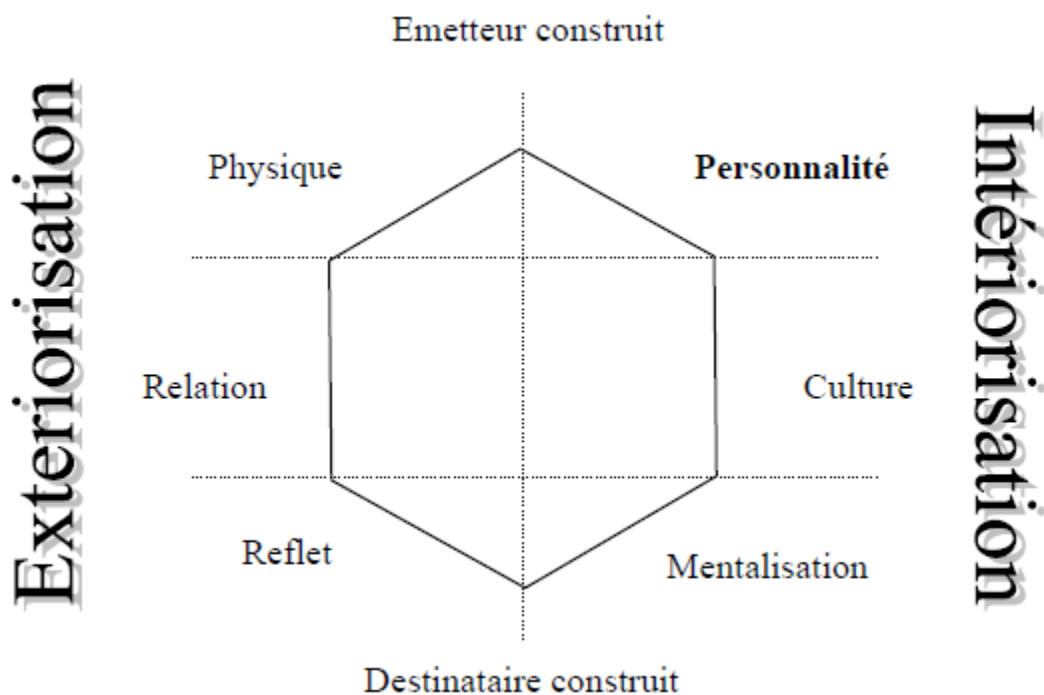 Emetteur construit
Exteriorisation
Physique
Personnalité
Intériorisation
Relation
Culture
Reflet
Mentalisation
Destinataire construit